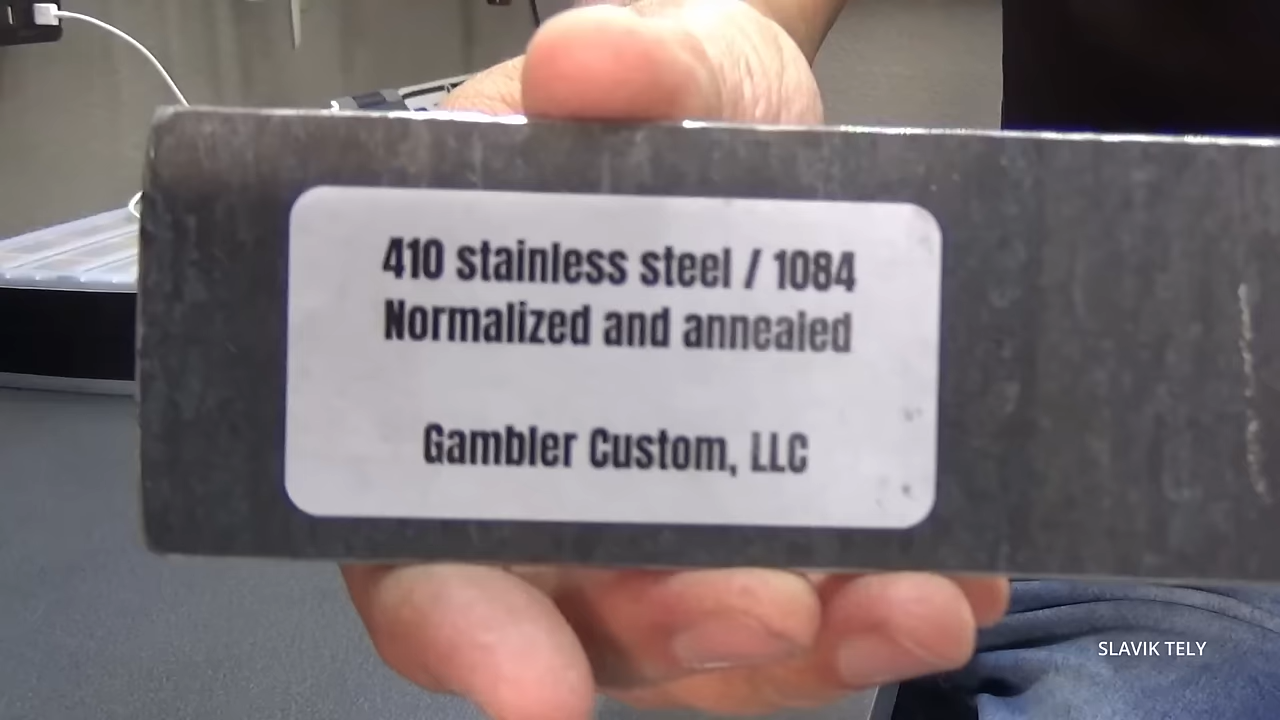 410 stainless steel / 1084
Normalized and annealed
Gambler Custom, LLC
SLAVIK TELY